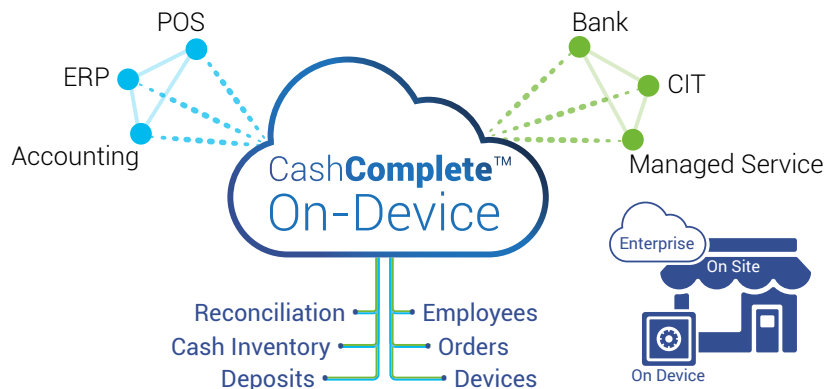 POS
ERP
Accounting
Bank
CIT
Managed Service
CashComplete™
On-Device
Reconciliation
Cash Inventory
Deposits
Employees
Orders
Devices
Enterprise
On Site
On Device